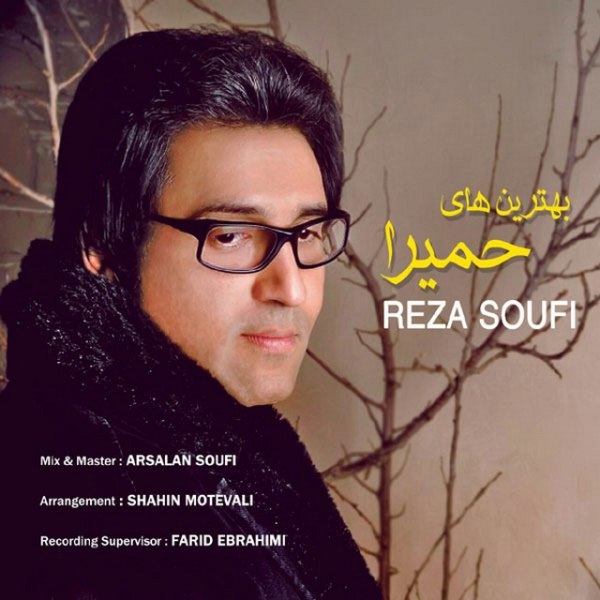 بهترین های
حمیرا
REZA SOUFI
Mix & Master : ARSALAN SOUFI
Arrangement : SHAHIN MOTEVALI
Recording Supervisor : FARID EBRAHIMI